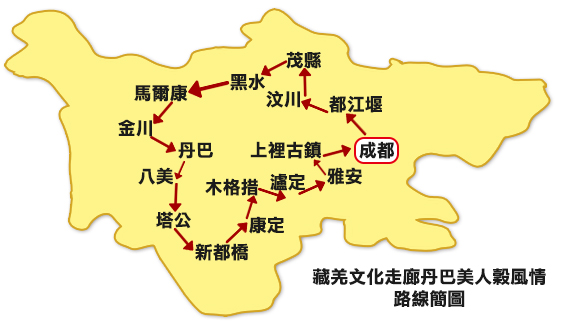 茂縣
黑水
馬爾康
汶川
都江堰
金川
丹巴
上裡古鎮
成都
八美
木格措
瀘定
雅安
塔公
康定
新都橋
藏羌文化走廊丹巴美人穀風情
路線簡圖